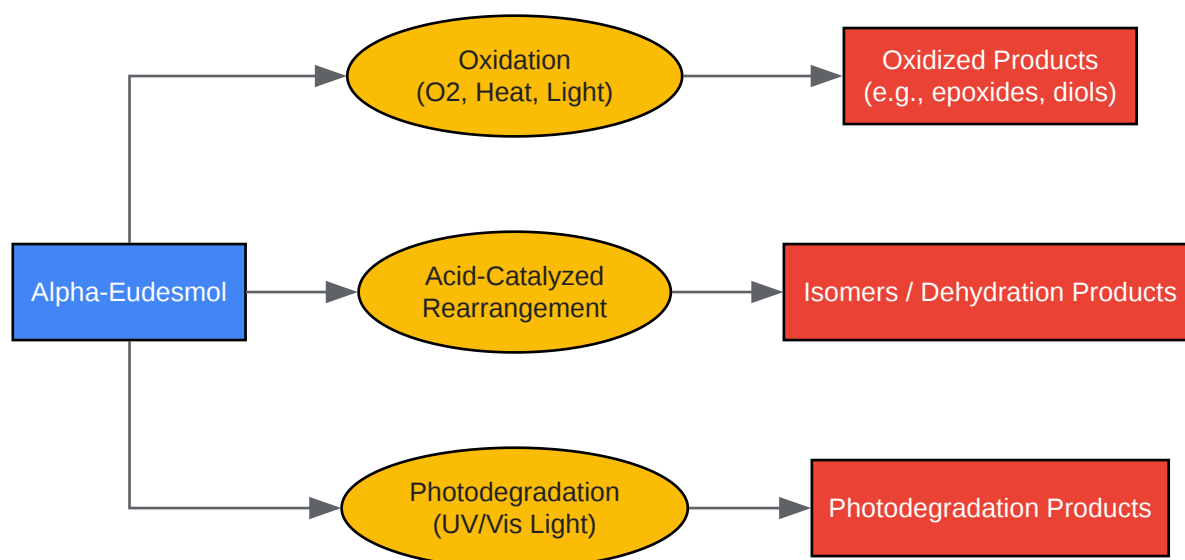 Oxidation
(O2, Heat, Light)
Oxidized Products
(e.g., epoxides, diols)
Alpha-Eudesmol
Acid-Catalyzed
Rearrangement
Isomers / Dehydration Products
Photodegradation
(UV/Vis Light)
Photodegradation Products